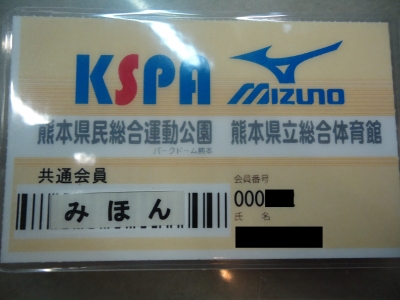 KSPA MIZUNO
熊本県民総合運動公園 熊本県立総合体育館
パークドーム熊本
共通会員
会員番号
みほん
000
氏 名